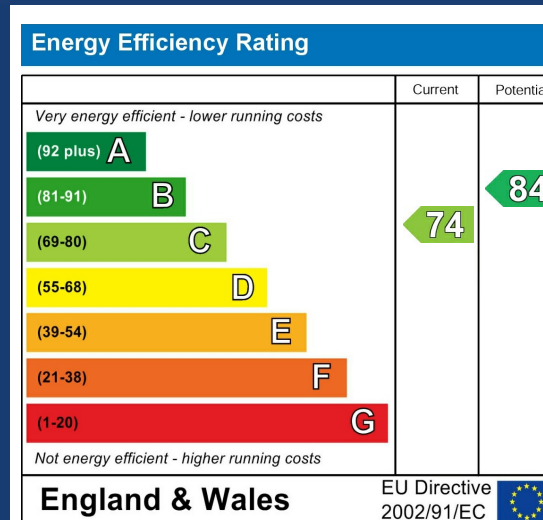 Energy Efficiency Rating
Current Potentia
Very energy efficient - lower running costs
(92 plus) A
(81-91) B
84
(69-80) C
74
(55-68) D
(39-54) E
(21-38) F
(1-20) G
Not energy efficient - higher running costs
England & Wales
EU Directive
2002/91/EC